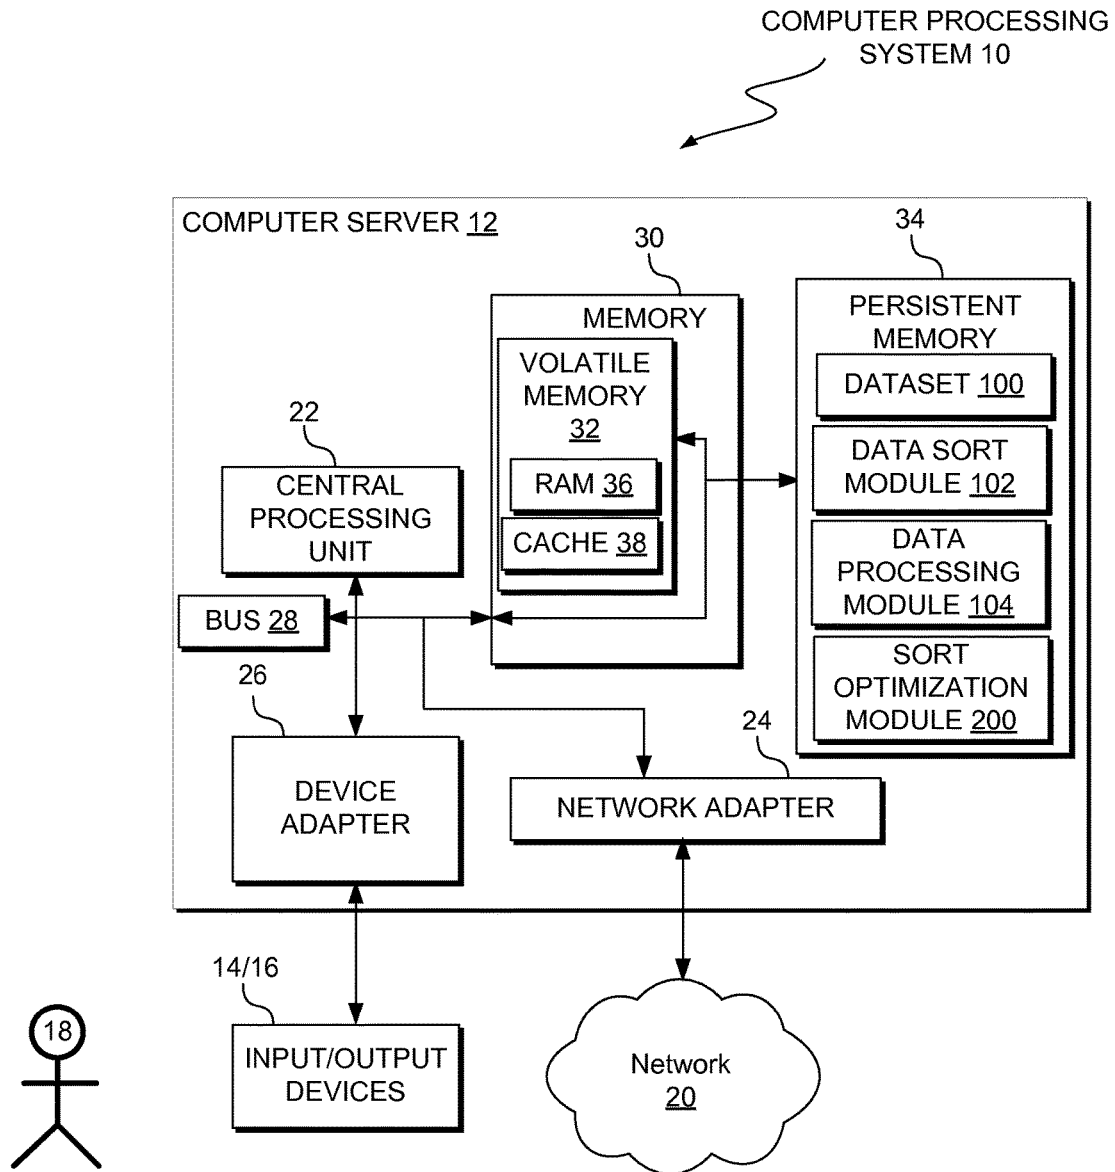 COMPUTER PROCESSING
SYSTEM 10
COMPUTER SERVER 12
30
34
MEMORY
PERSISTENT
MEMORY
VOLATILE
MEMORY
32
DATASET 100
22
DATA SORT
MODULE 102
RAM 36
CENTRAL
PROCESSING
UNIT
CACHE 38
DATA
PROCESSING
MODULE 104
BUS 28
SORT
OPTIMIZATION
MODULE 200
26
24
DEVICE
ADAPTER
NETWORK ADAPTER
14/16
18
INPUT/OUTPUT
DEVICES
Network
20